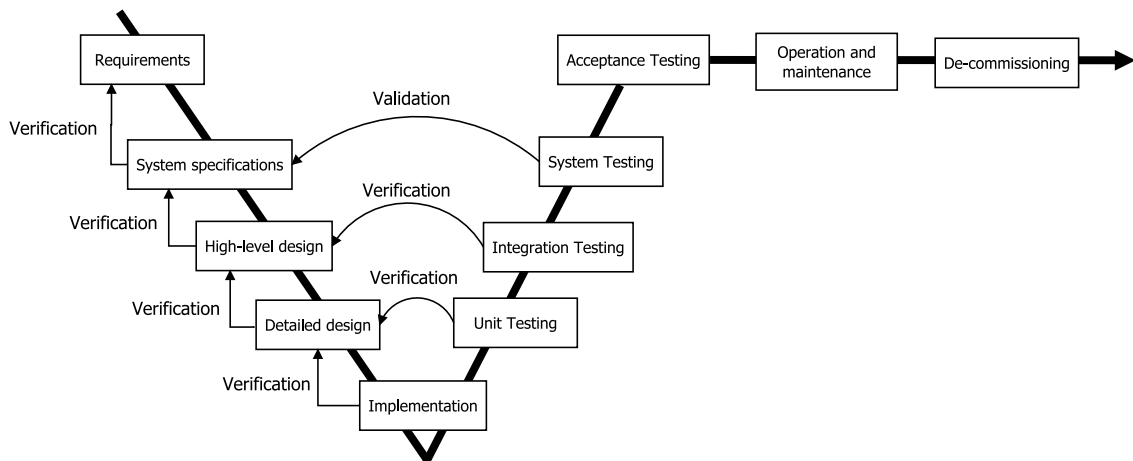 Requirements
Acceptance Testing
Operation and
maintenance
De-commissioning
Validation
Verification
System specifications
System Testing
Verification
Verification
High-level design
Integration Testing
Verification
Verification
Detailed design
Unit Testing
Verification
Implementation